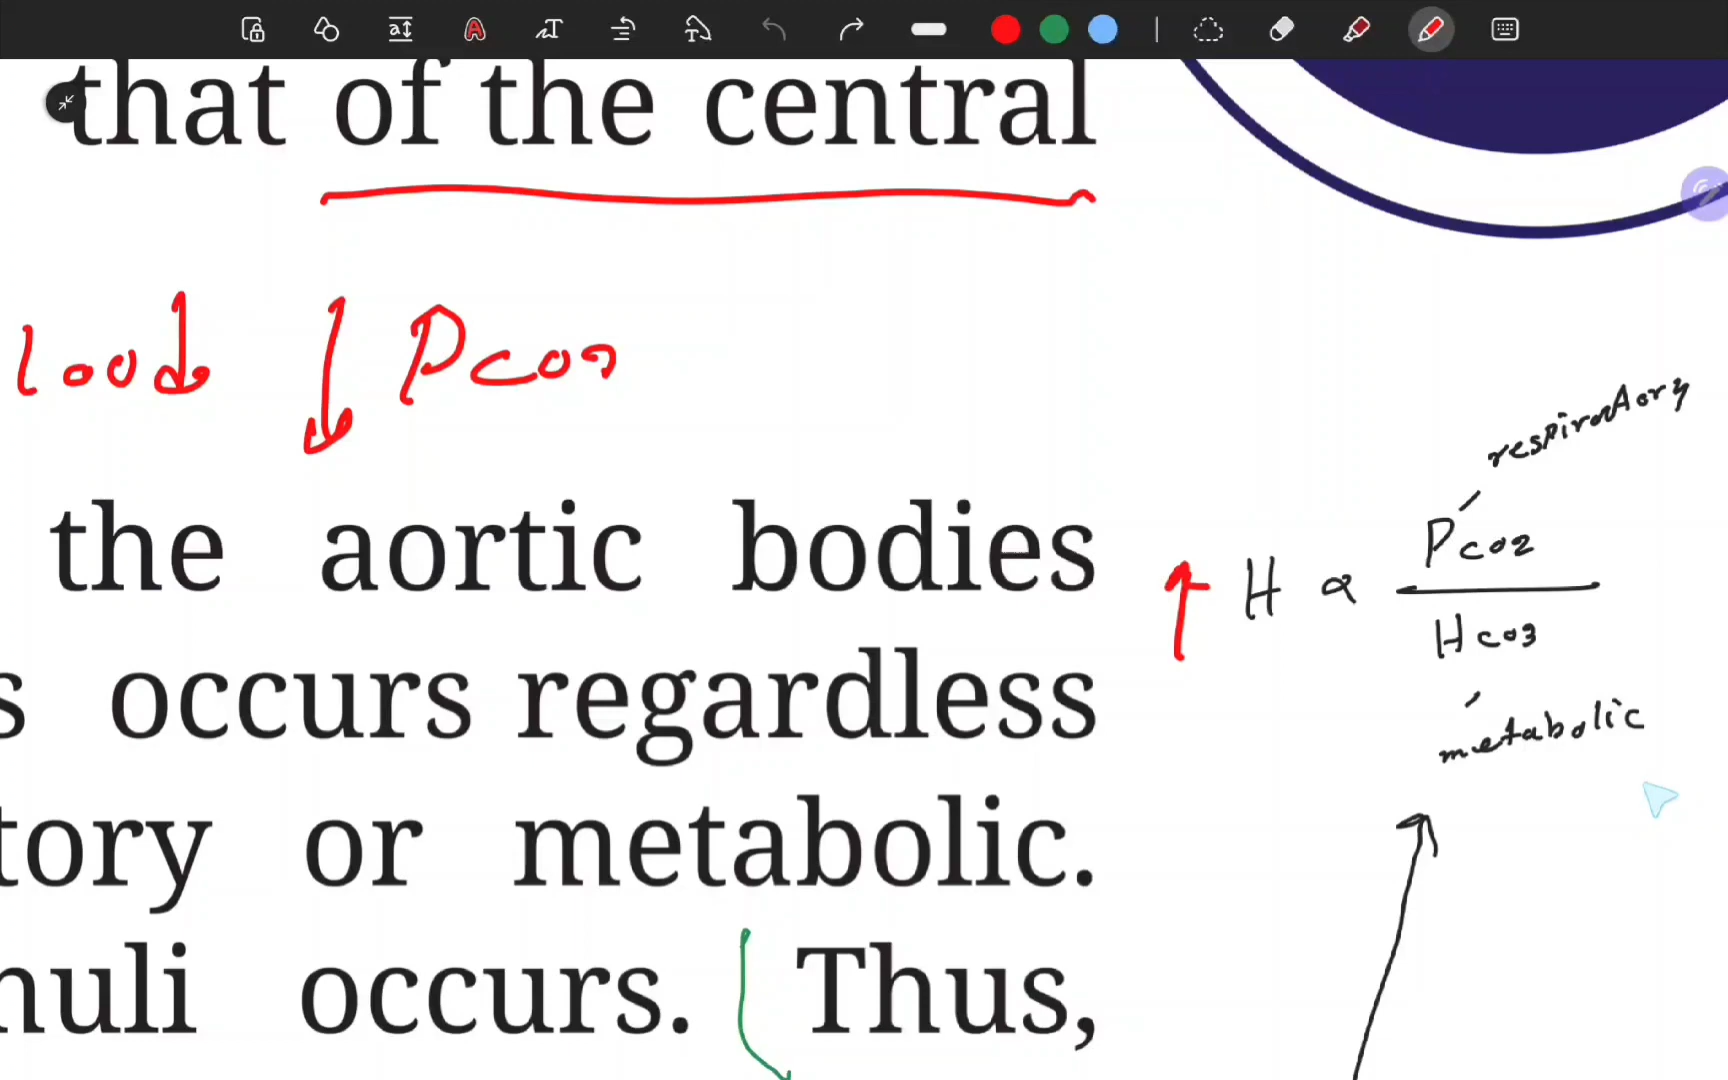 that of the central
lood ↓ Pco2
respiratory
the aortic bodies
↑ H ∝ Pco2
Hco3
s occurs regardless
metabolic
tory or metabolic.
nuli occurs. Thus,